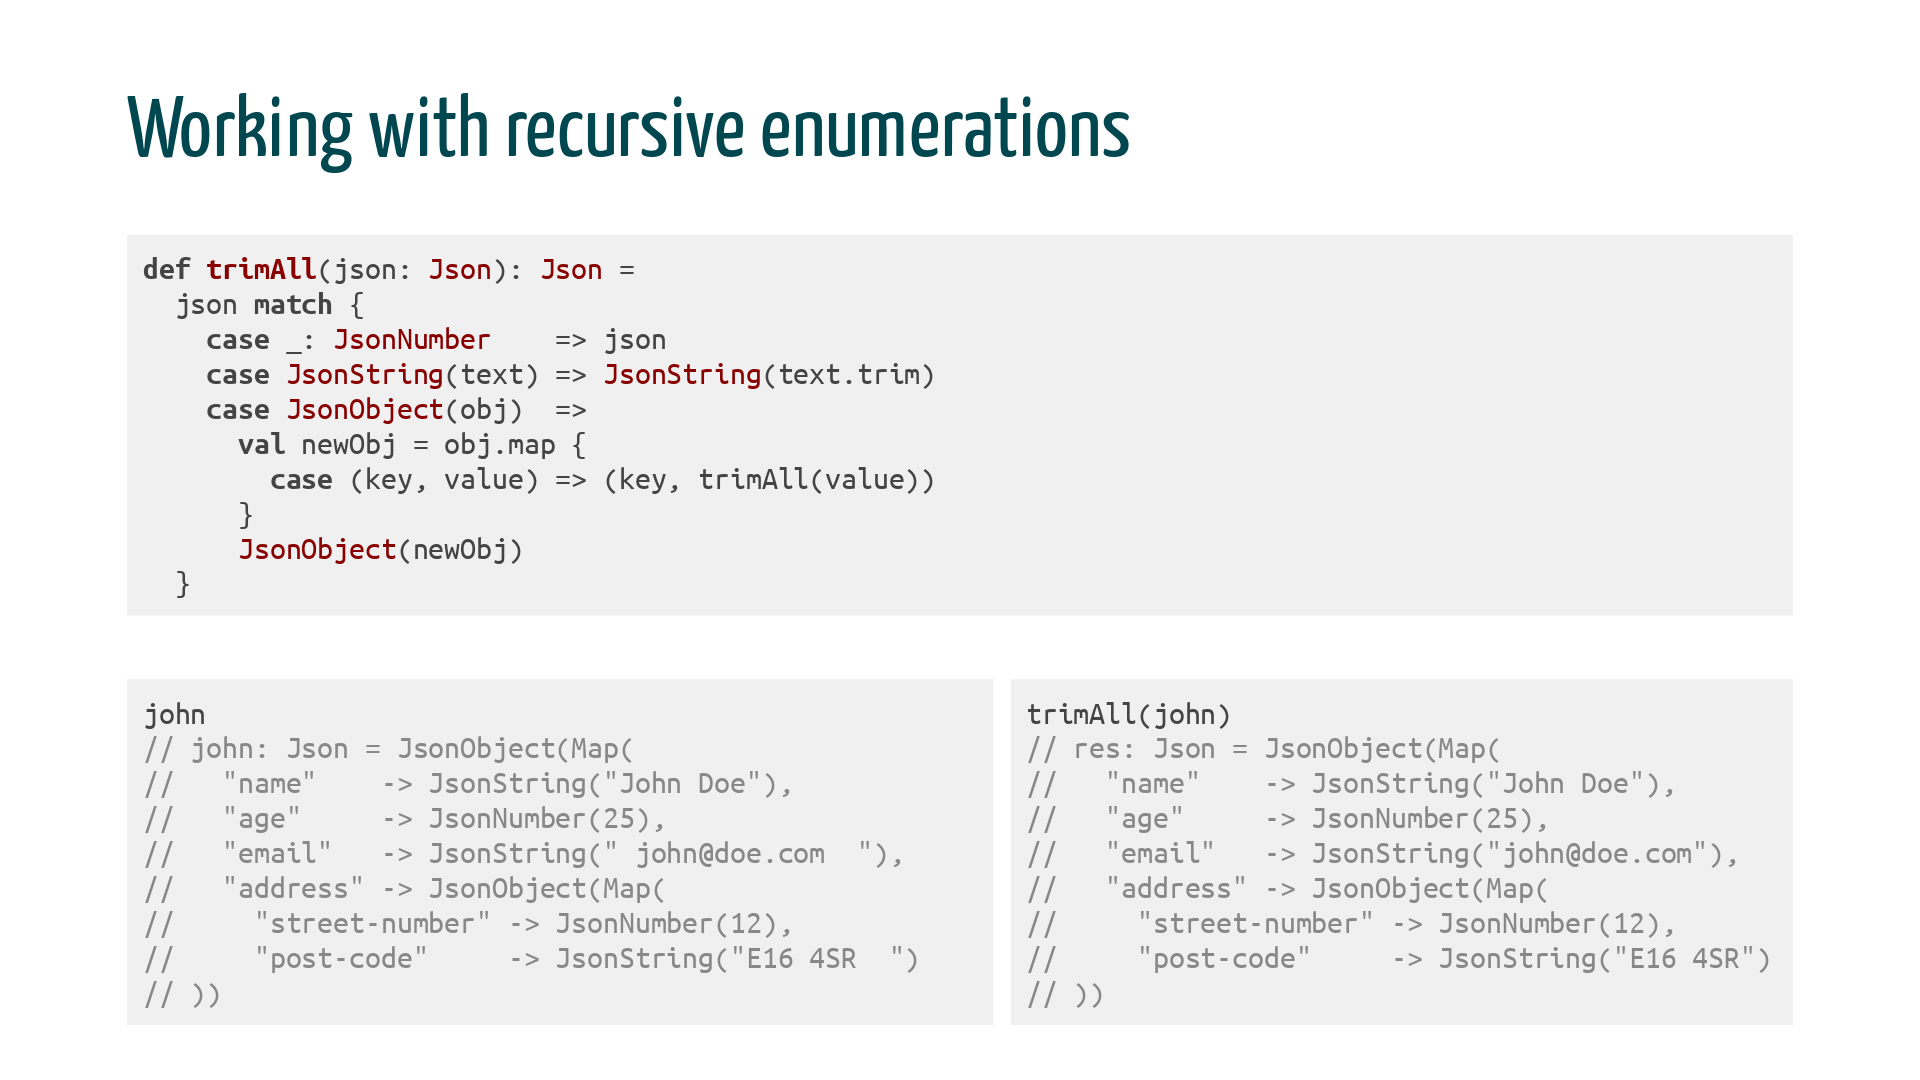 Working with recursive enumerations
def trimAll(json: Json): Json =
  json match {
    case _: JsonNumber    => json
    case JsonString(text) => JsonString(text.trim)
    case JsonObject(obj)  =>
      val newObj = obj.map {
        case (key, value) => (key, trimAll(value))
      }
      JsonObject(newObj)
  }
john
// john: Json = JsonObject(Map(
//   "name"    -> JsonString("John Doe"),
//   "age"     -> JsonNumber(25),
//   "email"   -> JsonString(" john@doe.com  "),
//   "address" -> JsonObject(Map(
//     "street-number" -> JsonNumber(12),
//     "post-code"     -> JsonString("E16 4SR  ")
// ))
trimAll(john)
// res: Json = JsonObject(Map(
//   "name"    -> JsonString("John Doe"),
//   "age"     -> JsonNumber(25),
//   "email"   -> JsonString("john@doe.com"),
//   "address" -> JsonObject(Map(
//     "street-number" -> JsonNumber(12),
//     "post-code"     -> JsonString("E16 4SR")
// ))